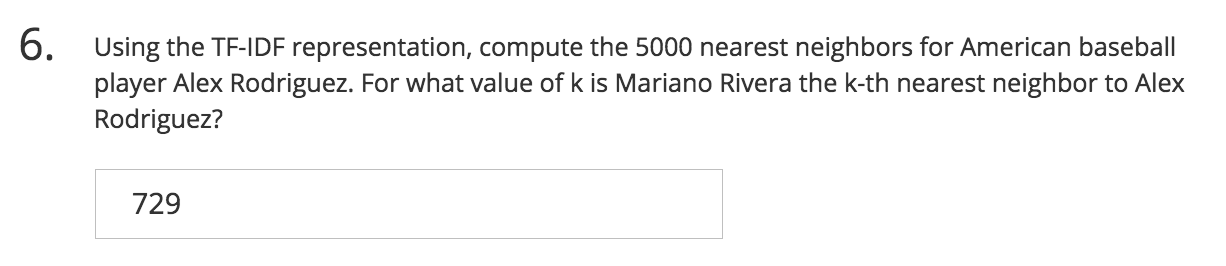 6. Using the TF-IDF representation, compute the 5000 nearest neighbors for American baseball
player Alex Rodriguez. For what value of k is Mariano Rivera the k-th nearest neighbor to Alex
Rodriguez?
729